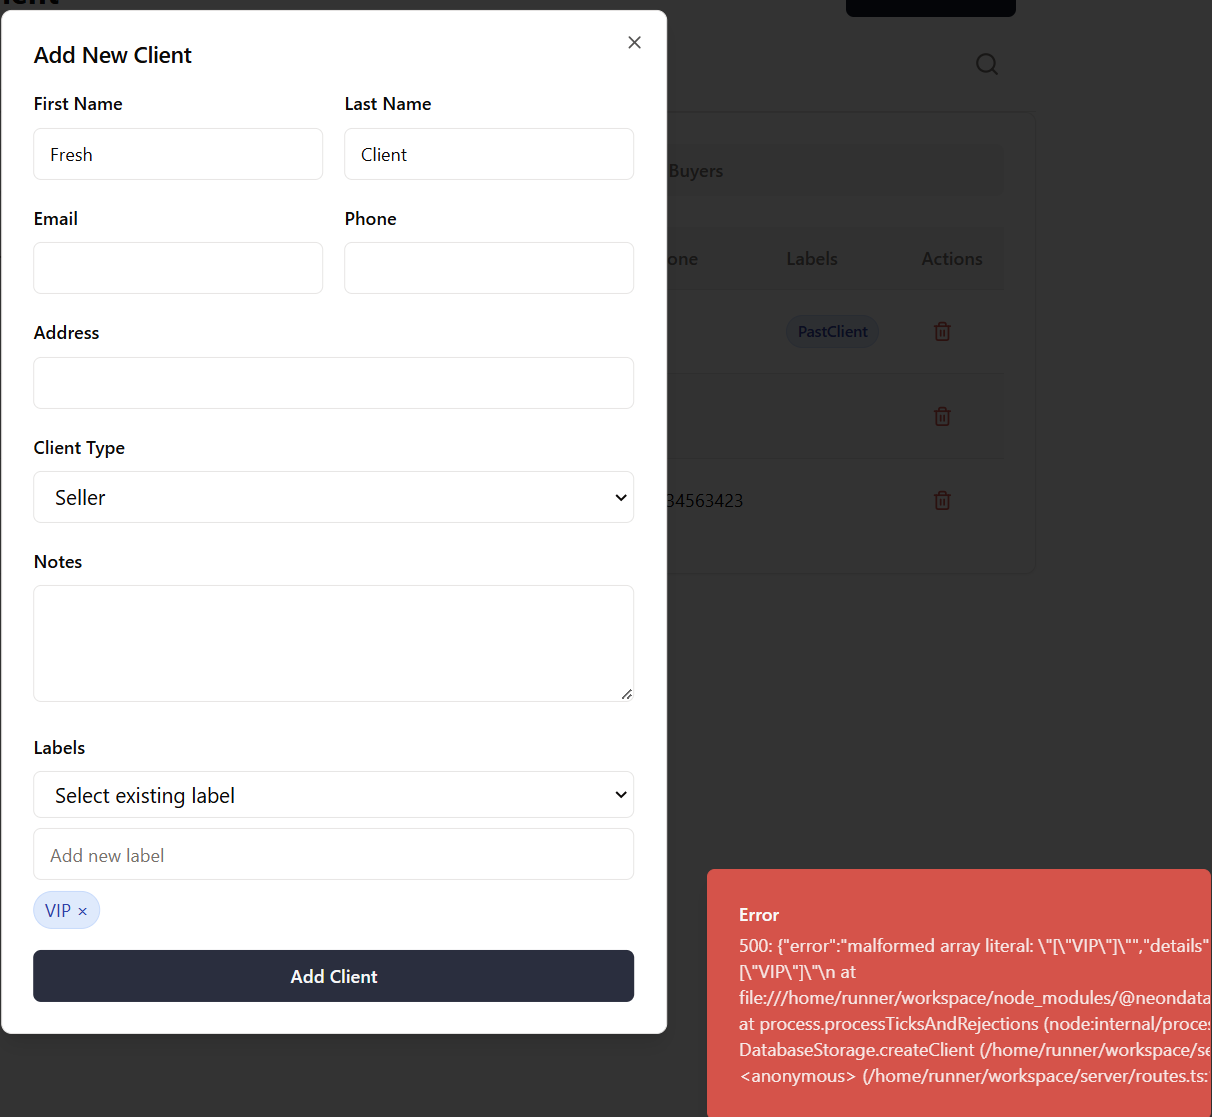 Add New Client
First Name
Last Name
Fresh
Client
Buyers
Email
Phone
Labels
Actions
Address
PastClient
Client Type
Seller
34563423
Notes
Labels
Select existing label
Add new label
VIP ×
Add Client
Error
500: {"error":"malformed array literal: \"[\"VIP\"]\"","details"
[\"VIP\"]\"\n at
file:///home/runner/workspace/node_modules/@neondata
at process.processTicksAndRejections (node:internal/proce
DatabaseStorage.createClient (/home/runner/workspace/se
<anonymous> (/home/runner/workspace/server/routes.ts: